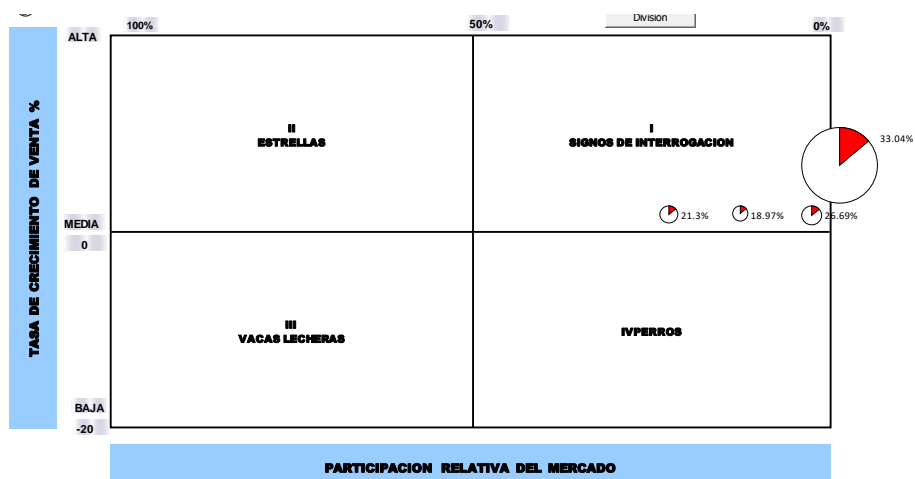 División
100%
50%
0%
ALTA
TASA DE CRECIMIENTO DE VENTA %
II
ESTRELLAS
I
SIGNOS DE INTERROGACION
33.04%
21.3%
18.97%
26.69%
MEDIA
0
III
VACAS LECHERAS
IVPERROS
BAJA
-20
PARTICIPACION RELATIVA DEL MERCADO